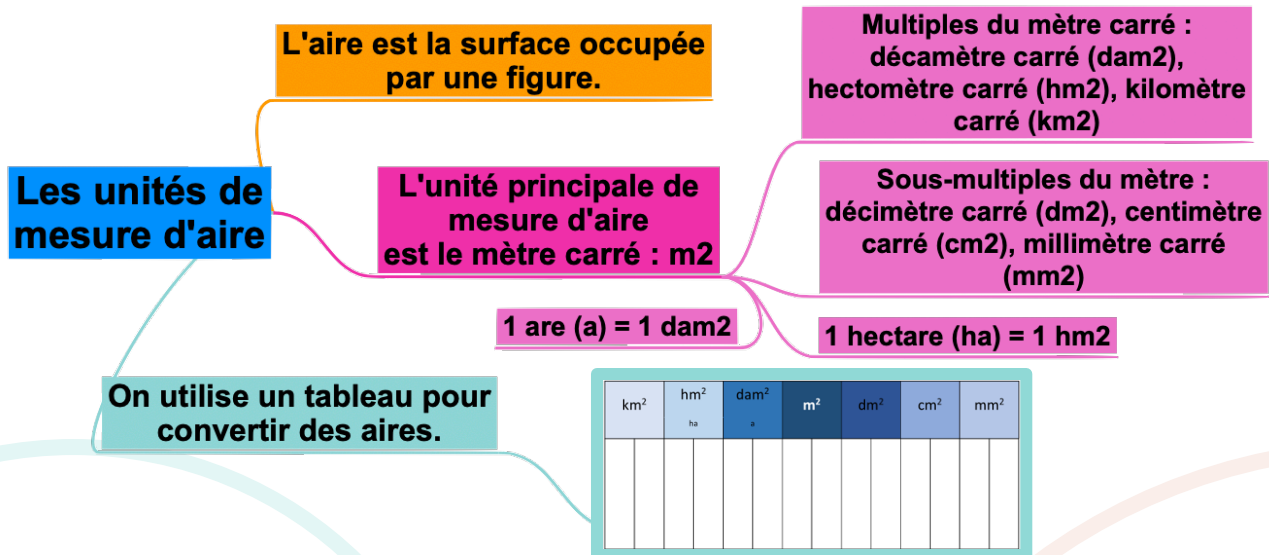 L'aire est la surface occupée
par une figure.
Multiples du mètre carré :
décamètre carré (dam2),
hectomètre carré (hm2), kilomètre
carré (km2)
Les unités de
mesure d'aire
L'unité principale de
mesure d'aire
est le mètre carré : m2
Sous-multiples du mètre :
décimètre carré (dm2), centimètre
carré (cm2), millimètre carré
(mm2)
1 are (a) = 1 dam2
1 hectare (ha) = 1 hm2
On utilise un tableau pour
convertir des aires.
km² hm² dam² m² dm² cm² mm²
ha a